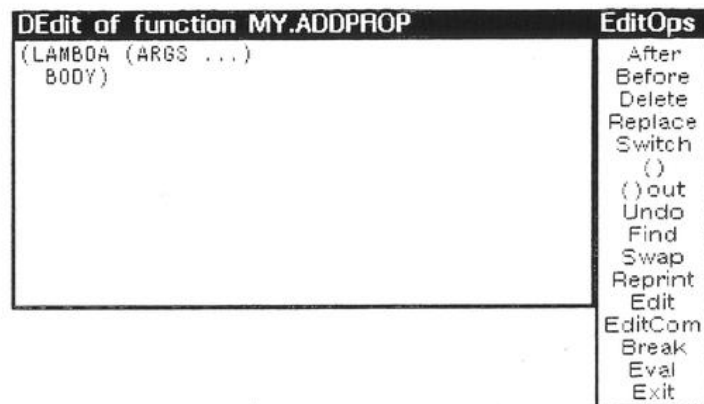 DEdit of function MY.ADDPROP
(LAMBDA (ARGS ...)
BODY)
EditOps
After
Before
Delete
Replace
Switch
()
()out
Undo
Find
Swap
Reprint
Edit
EditCom
Break
Eval
Exit